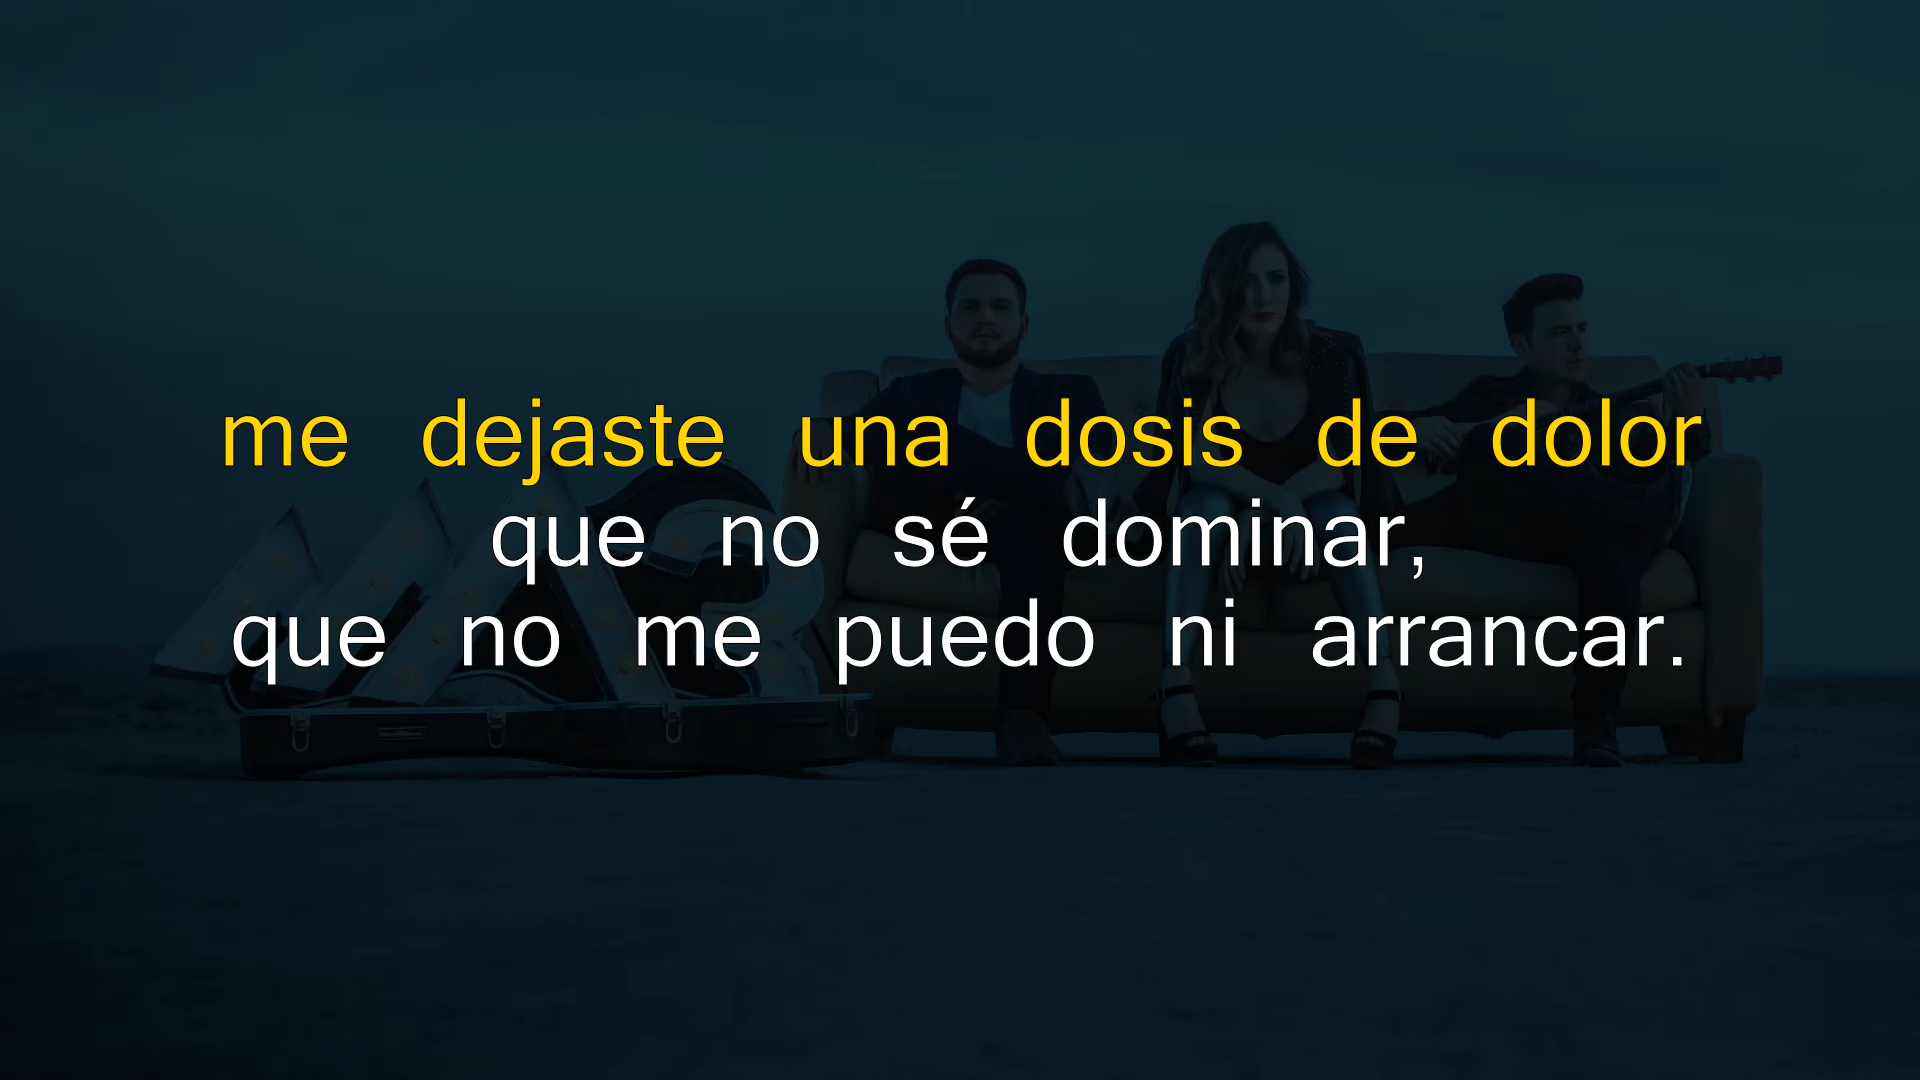 me dejaste una dosis de dolor
que no sé dominar,
que no me puedo ni arrancar.